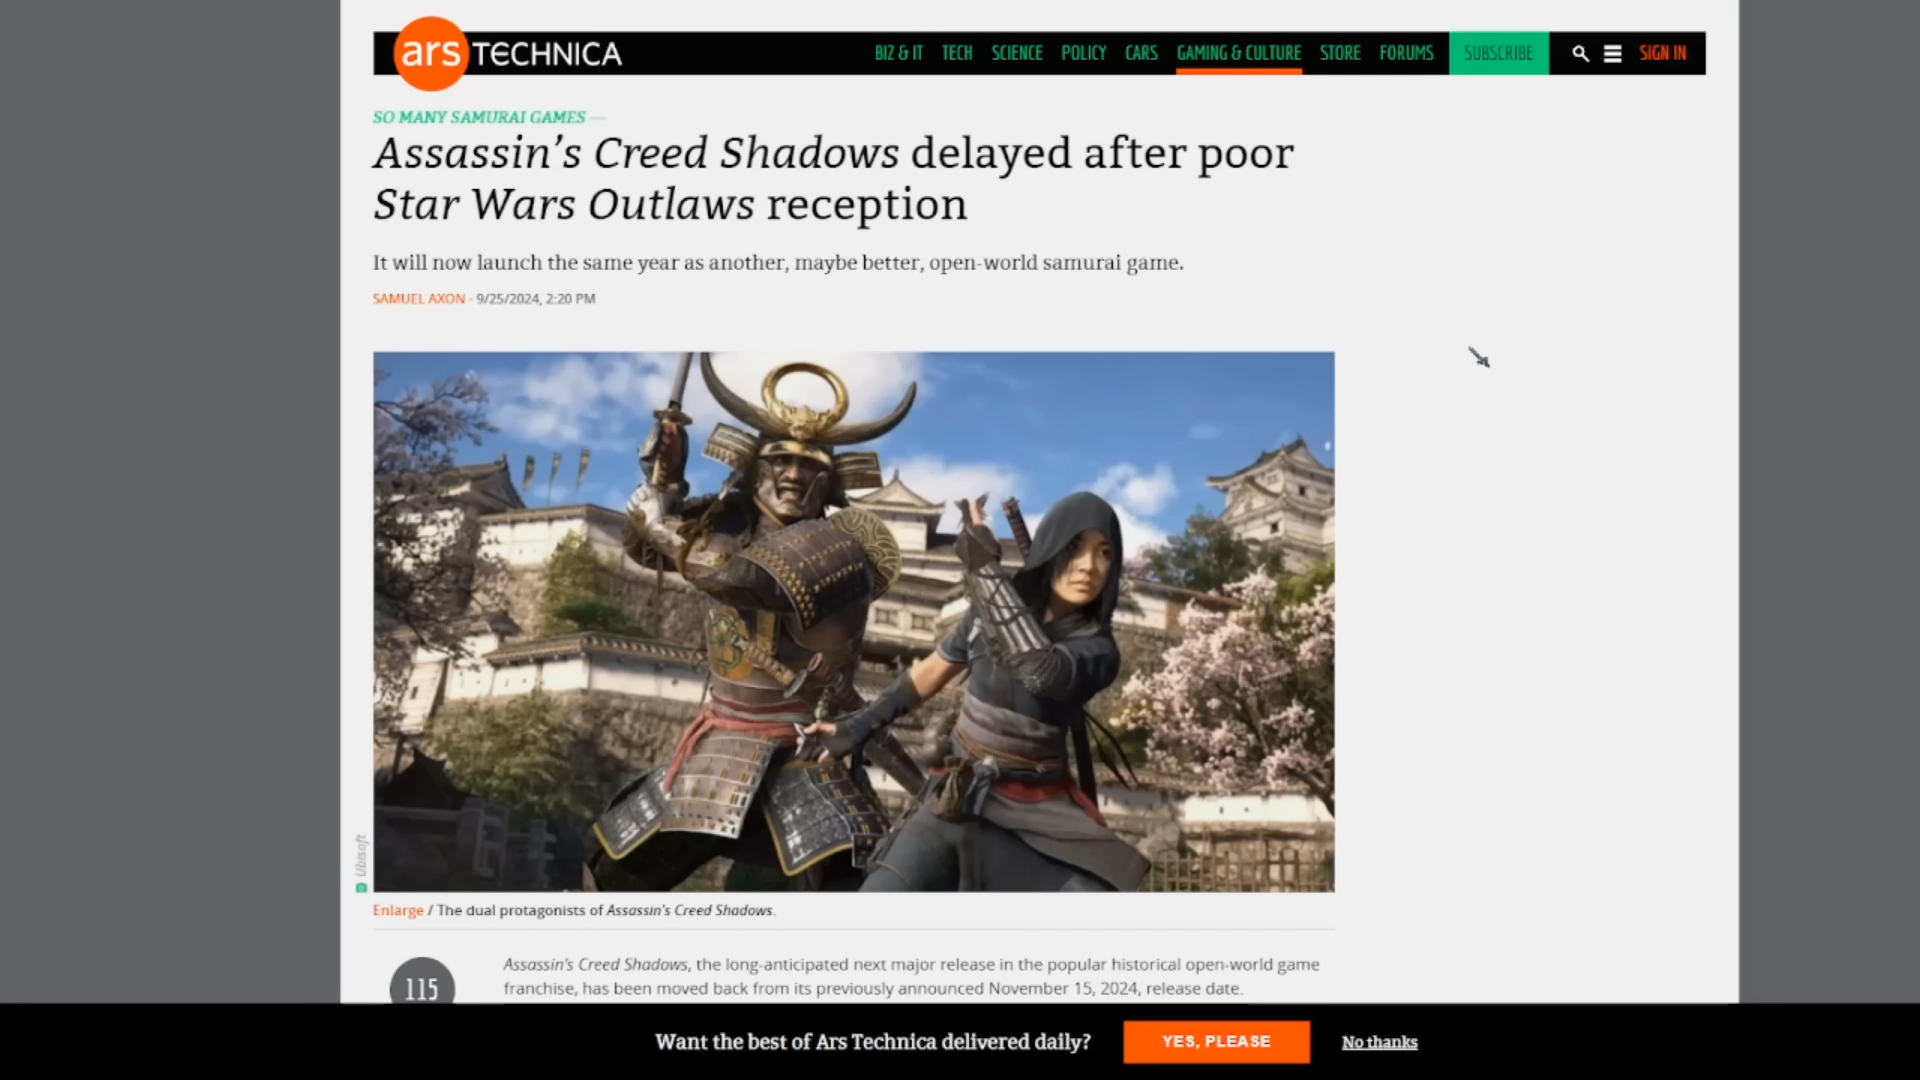 ars TECHNICA
BIZ & IT TECH SCIENCE POLICY CARS GAMING & CULTURE STORE FORUMS SUBSCRIBE SIGN IN
SO MANY SAMURAI GAMES —
Assassin’s Creed Shadows delayed after poor
Star Wars Outlaws reception
It will now launch the same year as another, maybe better, open-world samurai game.
SAMUEL AXON - 9/25/2024, 2:20 PM
Ubisoft
Enlarge / The dual protagonists of Assassin's Creed Shadows.
115
Assassin's Creed Shadows, the long-anticipated next major release in the popular historical open-world game
franchise, has been moved back from its previously announced November 15, 2024, release date.
Want the best of Ars Technica delivered daily? YES, PLEASE No thanks